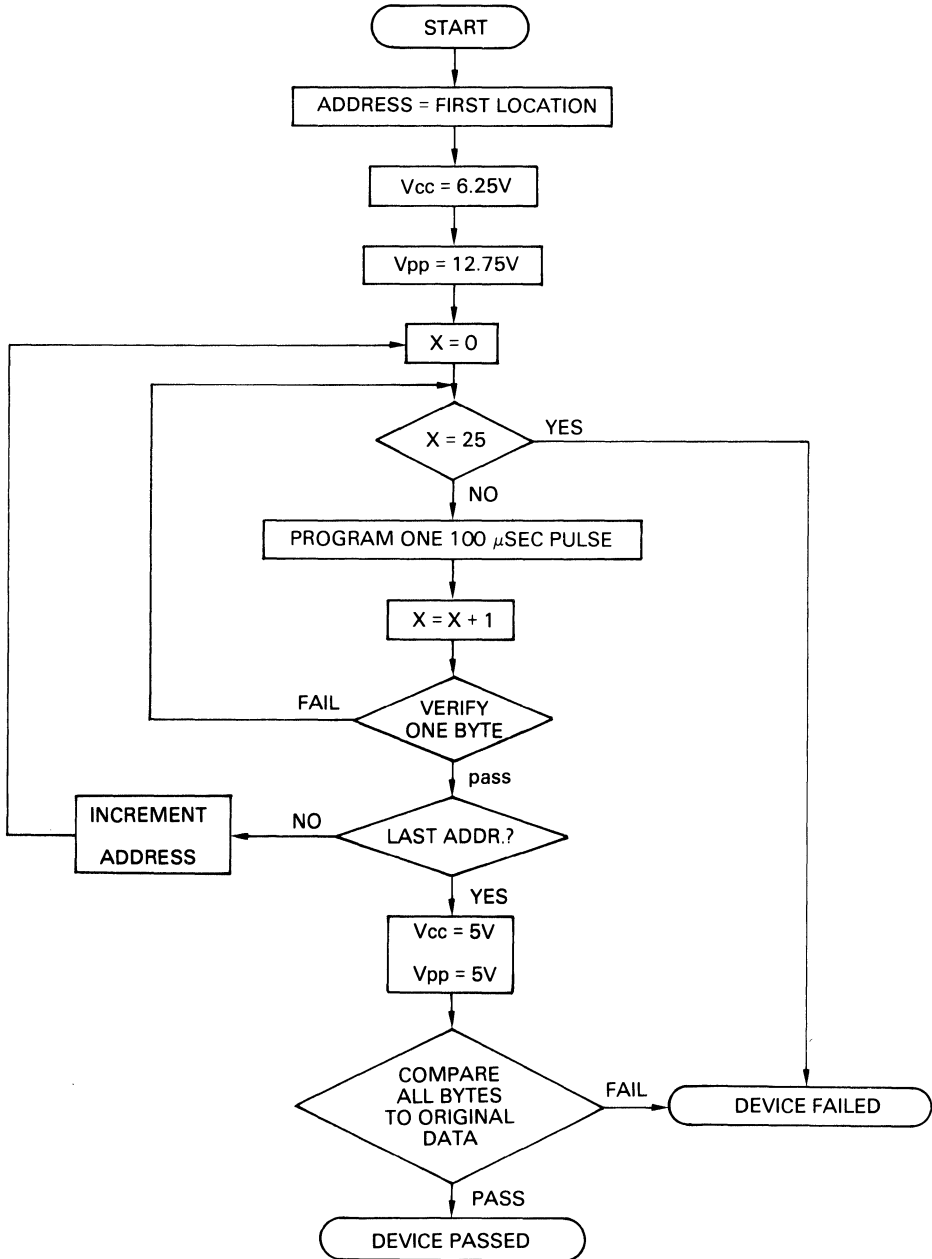 START
ADDRESS = FIRST LOCATION
Vcc = 6.25V
Vpp = 12.75V
X = 0
X = 25
YES
NO
PROGRAM ONE 100 μSEC PULSE
X = X + 1
FAIL
VERIFY
ONE BYTE
pass
INCREMENT
ADDRESS
NO
LAST ADDR.?
YES
Vcc = 5V
Vpp = 5V
COMPARE
ALL BYTES
TO ORIGINAL
DATA
FAIL
DEVICE FAILED
PASS
DEVICE PASSED